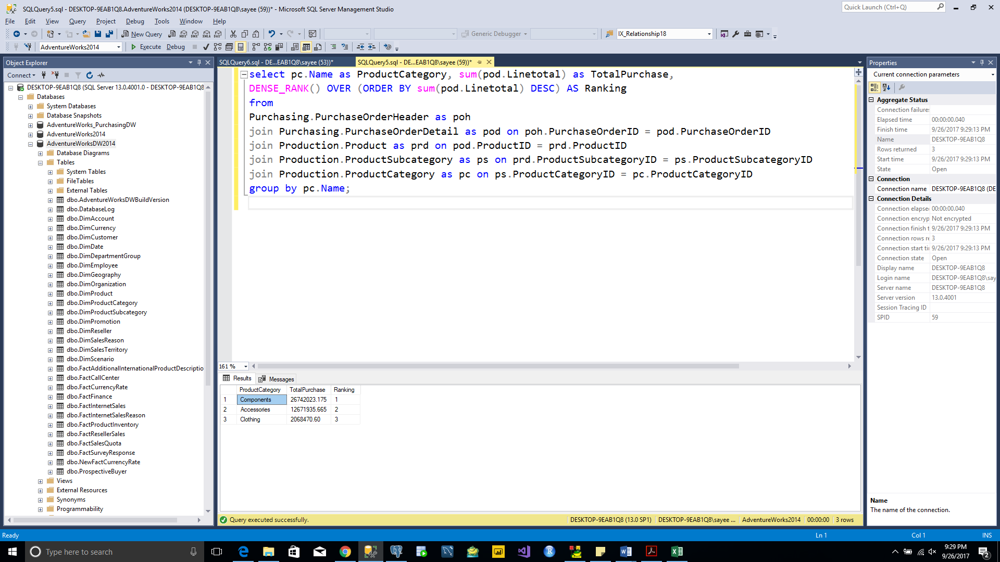 SQLQuery5.sql - DESKTOP-9EAB1Q8.AdventureWorks2014 (DESKTOP-9EAB1Q8\sayee (59))* - Microsoft SQL Server Management Studio
Quick Launch (Ctrl+Q)
File Edit View Query Project Debug Tools Window Help
New Query
Generic Debugger
IX_Relationship18
AdventureWorks2014
Execute Debug
Object Explorer
Connect
DESKTOP-9EAB1Q8 (SQL Server 13.0.4001.0 - DESKTOP-9EAB1Q8
Databases
System Databases
Database Snapshots
AdventureWorks_PurchasingDW
AdventureWorks2014
AdventureWorksDW2014
Database Diagrams
Tables
System Tables
FileTables
External Tables
dbo.AdventureWorksDWBuildVersion
dbo.DatabaseLog
dbo.DimAccount
dbo.DimCurrency
dbo.DimCustomer
dbo.DimDate
dbo.DimDepartmentGroup
dbo.DimEmployee
dbo.DimGeography
dbo.DimOrganization
dbo.DimProduct
dbo.DimProductCategory
dbo.DimProductSubcategory
dbo.DimPromotion
dbo.DimReseller
dbo.DimSalesReason
dbo.DimSalesTerritory
dbo.DimScenario
dbo.FactAdditionalInternationalProductDescriptio
dbo.FactCallCenter
dbo.FactCurrencyRate
dbo.FactFinance
dbo.FactInternetSales
dbo.FactInternetSalesReason
dbo.FactProductInventory
dbo.FactResellerSales
dbo.FactSalesQuota
dbo.FactSurveyResponse
dbo.NewFactCurrencyRate
dbo.ProspectiveBuyer
Views
External Resources
Synonyms
Programmability
SQLQuery6.sql - DE...EAB1Q8\sayee (53))*
SQLQuery5.sql - DE...EAB1Q8\sayee (59))*
select pc.Name as ProductCategory, sum(pod.Linetotal) as TotalPurchase,
DENSE_RANK() OVER (ORDER BY sum(pod.Linetotal) DESC) AS Ranking
from
Purchasing.PurchaseOrderHeader as poh
join Purchasing.PurchaseOrderDetail as pod on poh.PurchaseOrderID = pod.PurchaseOrderID
join Production.Product as prd on pod.ProductID = prd.ProductID
join Production.ProductSubcategory as ps on prd.ProductSubcategoryID = ps.ProductSubcategoryID
join Production.ProductCategory as pc on ps.ProductCategoryID = pc.ProductCategoryID
group by pc.Name;
161 %
Results Messages
ProductCategory TotalPurchase Ranking
1 Components 26742023.175 1
2 Accessories 12671935.665 2
3 Clothing 2068470.60 3
Query executed successfully.
DESKTOP-9EAB1Q8 (13.0 SP1) DESKTOP-9EAB1Q8\sayee ... AdventureWorks2014 00:00:00 3 rows
Properties
Current connection parameters
Aggregate Status
Connection failures
Elapsed time 00:00:00.040
Finish time 9/26/2017 9:29:13 PM
Name DESKTOP-9EAB1Q8
Rows returned 3
Start time 9/26/2017 9:29:13 PM
State Open
Connection
Connection name DESKTOP-9EAB1Q8 (DE
Connection Details
Connection elapse 00:00:00.040
Connection encryp Not encrypted
Connection finish t 9/26/2017 9:29:13 PM
Connection rows re 3
Connection start ti 9/26/2017 9:29:13 PM
Connection state Open
Display name DESKTOP-9EAB1Q8
Login name DESKTOP-9EAB1Q8\say
Server name DESKTOP-9EAB1Q8
Server version 13.0.4001
Session Tracing ID
SPID 59
Name
The name of the connection.
Ready
Ln 1 Col 1 INS
Type here to search
9:29 PM
9/26/2017
2